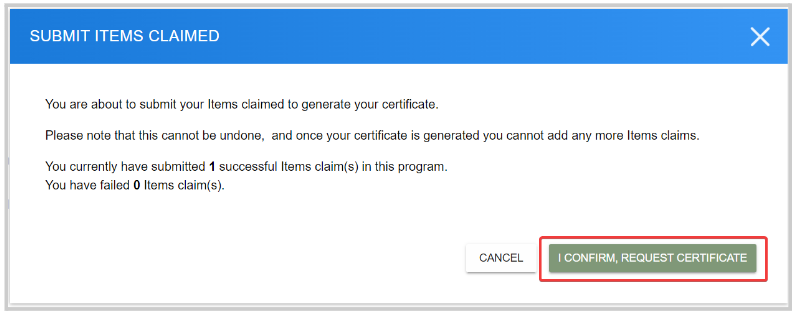 SUBMIT ITEMS CLAIMED
You are about to submit your Items claimed to generate your certificate.
Please note that this cannot be undone, and once your certificate is generated you cannot add any more Items claims.
You currently have submitted 1 successful Items claim(s) in this program.
You have failed 0 Items claim(s).
CANCEL
I CONFIRM, REQUEST CERTIFICATE